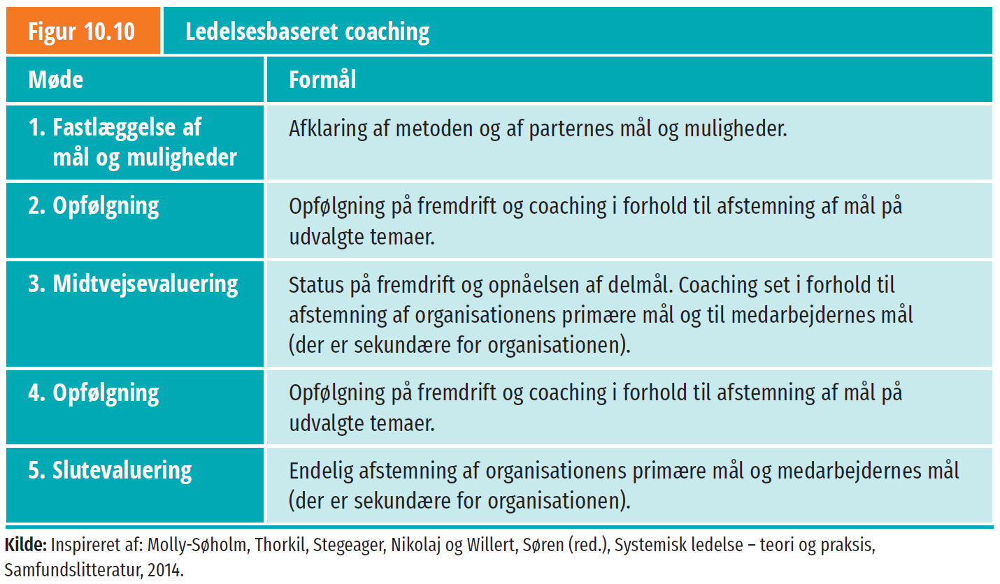 Figur 10.10
Ledelsesbaseret coaching
Møde
Formål
1. Fastlæggelse af
mål og muligheder
Afklaring af metoden og af parternes mål og muligheder.
2. Opfølgning
Opfølgning på fremdrift og coaching i forhold til afstemning af mål på
udvalgte temaer.
3. Midtvejsevaluering
Status på fremdrift og opnåelsen af delmål. Coaching set i forhold til
afstemning af organisationens primære mål og til medarbejdernes mål
(der er sekundære for organisationen).
4. Opfølgning
Opfølgning på fremdrift og coaching i forhold til afstemning af mål på
udvalgte temaer.
5. Slutevaluering
Endelig afstemning af organisationens primære mål og medarbejdernes mål
(der er sekundære for organisationen).
Kilde: Inspireret af: Molly-Søholm, Thorkil, Stegeager, Nikolaj og Willert, Søren (red.), Systemisk ledelse – teori og praksis,
Samfundslitteratur, 2014.